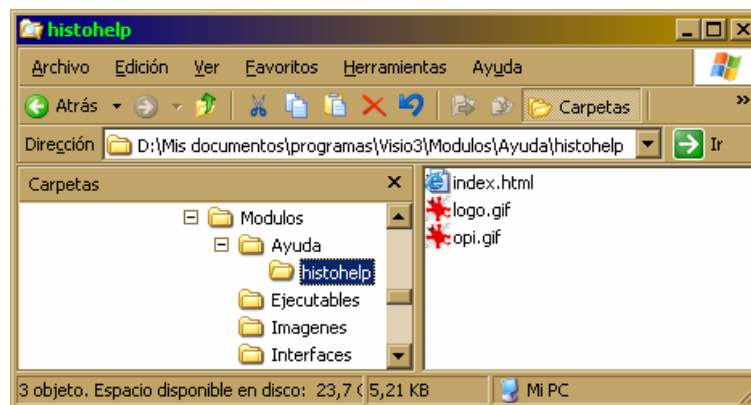 histohelp
Archivo Edición Ver Favoritos Herramientas Ayuda
Atrás Carpetas »
Dirección D:\Mis documentos\programas\Visio3\Modulos\Ayuda\histohelp Ir
Carpetas
index.html
logo.gif
opi.gif
Modulos
Ayuda
histohelp
Ejecutables
Imagenes
Interfaces
3 objeto. Espacio disponible en disco: 23,7 5,21 KB Mi PC